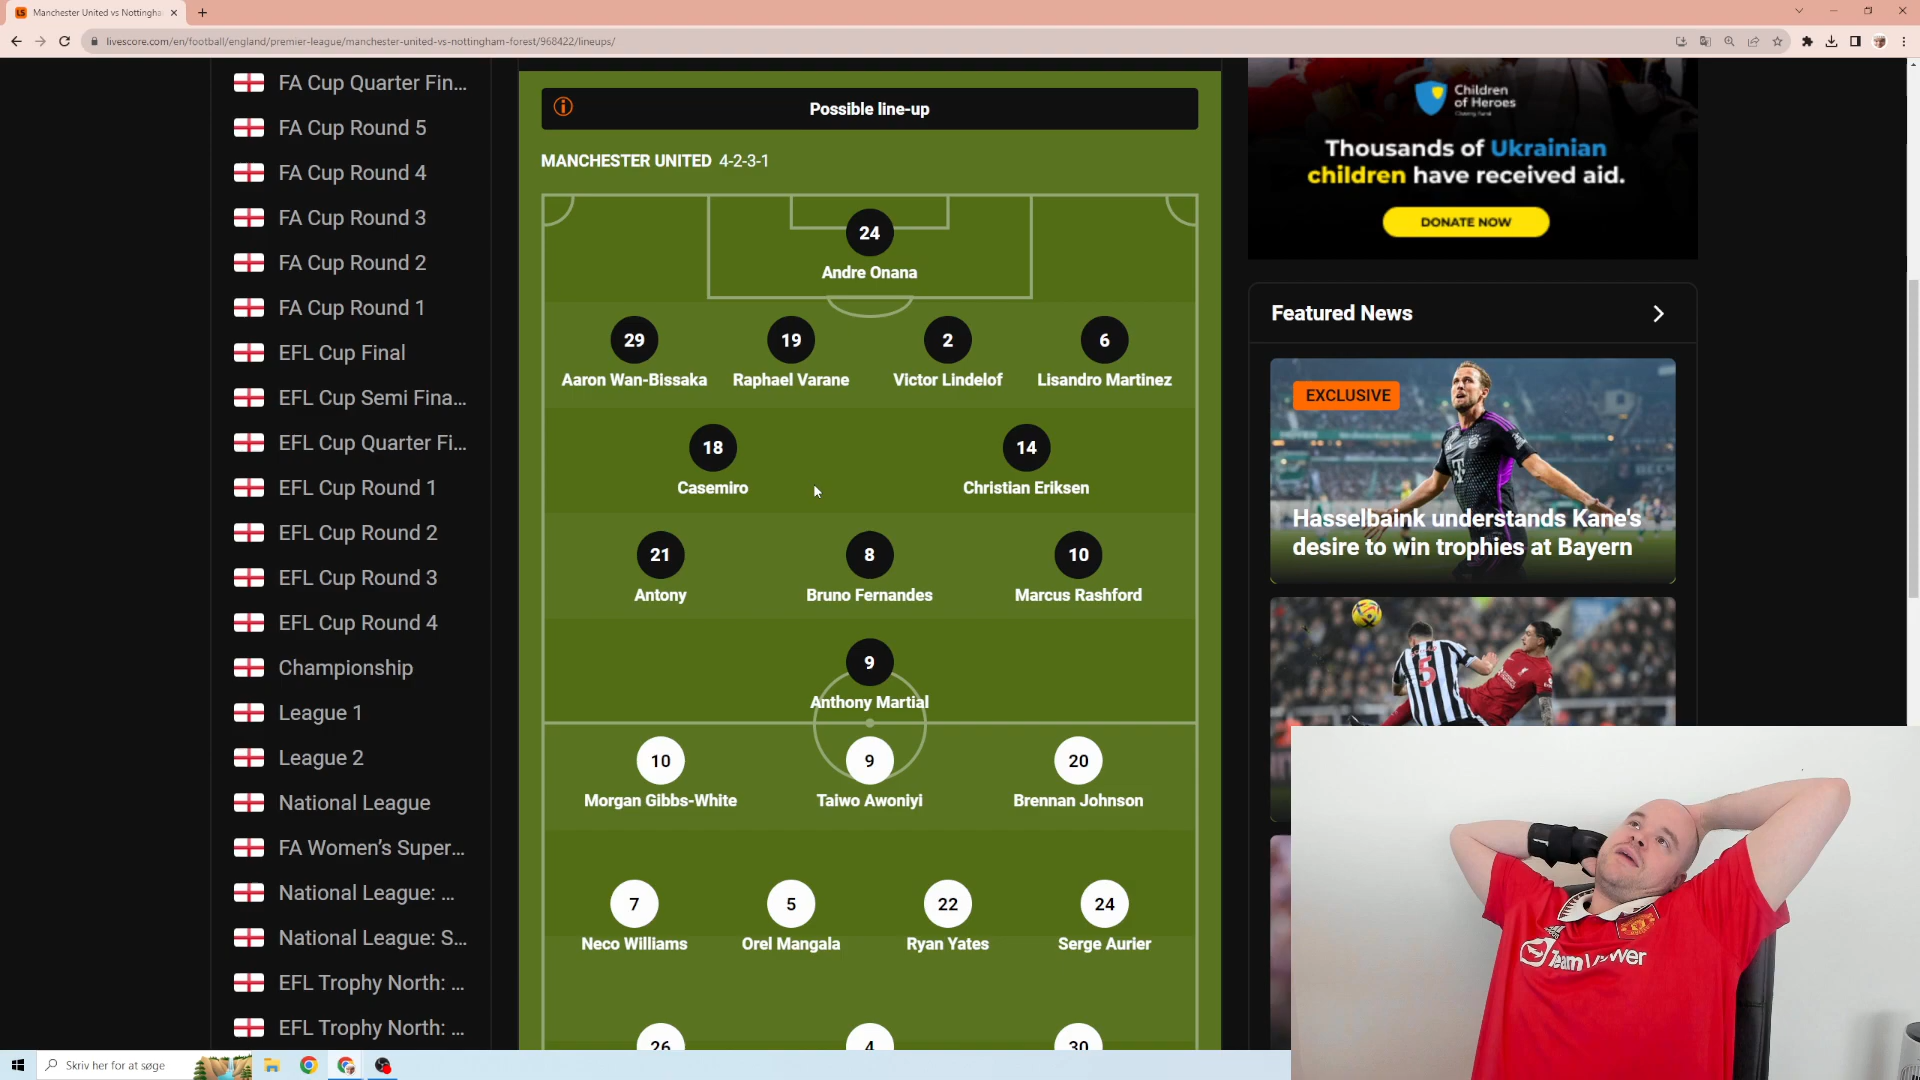 Manchester United vs Nottingha
livescore.com/en/football/england/premier-league/manchester-united-vs-nottingham-forest/968422/lineups/
FA Cup Quarter Fin...
FA Cup Round 5
FA Cup Round 4
FA Cup Round 3
FA Cup Round 2
FA Cup Round 1
EFL Cup Final
EFL Cup Semi Fina...
EFL Cup Quarter Fi...
EFL Cup Round 1
EFL Cup Round 2
EFL Cup Round 3
EFL Cup Round 4
Championship
League 1
League 2
National League
FA Women's Super...
National League: ...
National League: S...
EFL Trophy North: ...
EFL Trophy North: ...
Possible line-up
MANCHESTER UNITED 4-2-3-1
24
Andre Onana
29 19 2 6
Aaron Wan-Bissaka Raphael Varane Victor Lindelof Lisandro Martinez
18 14
Casemiro Christian Eriksen
21 8 10
Antony Bruno Fernandes Marcus Rashford
9
Anthony Martial
10 9 20
Morgan Gibbs-White Taiwo Awoniyi Brennan Johnson
7 5 22 24
Neco Williams Orel Mangala Ryan Yates Serge Aurier
26 4 30
Children
of Heroes
Thousands of Ukrainian
children have received aid.
DONATE NOW
Featured News
EXCLUSIVE
Hasselbaink understands Kane's
desire to win trophies at Bayern
5
Skriv her for at søge